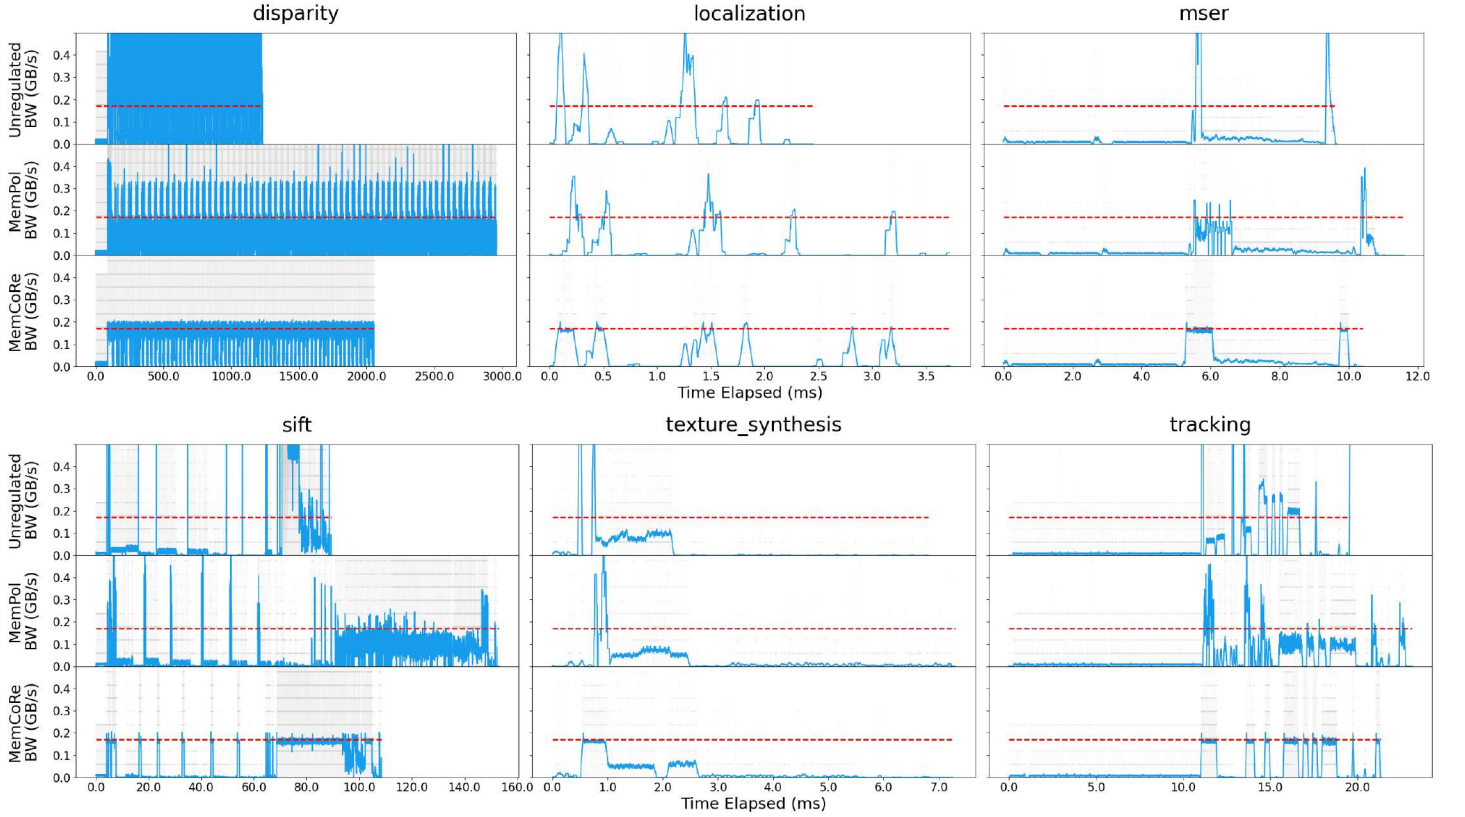 disparity localization mser
Unregulated
BW (GB/s)
0.4
0.3
0.2
0.1
0.0
MemPol
BW (GB/s)
0.4
0.3
0.2
0.1
0.0
MemCoRe
BW (GB/s)
0.4
0.3
0.2
0.1
0.0
0.0 500.0 1000.0 1500.0 2000.0 2500.0 3000.0 0.0 0.5 1.0 1.5 2.0 2.5 3.0 3.5 0.0 2.0 4.0 6.0 8.0 10.0 12.0
Time Elapsed (ms)
sift texture_synthesis tracking
Unregulated
BW (GB/s)
0.4
0.3
0.2
0.1
0.0
MemPol
BW (GB/s)
0.4
0.3
0.2
0.1
0.0
MemCoRe
BW (GB/s)
0.4
0.3
0.2
0.1
0.0
0.0 20.0 40.0 60.0 80.0 100.0 120.0 140.0 160.0 0.0 1.0 2.0 3.0 4.0 5.0 6.0 7.0 0.0 5.0 10.0 15.0 20.0
Time Elapsed (ms)